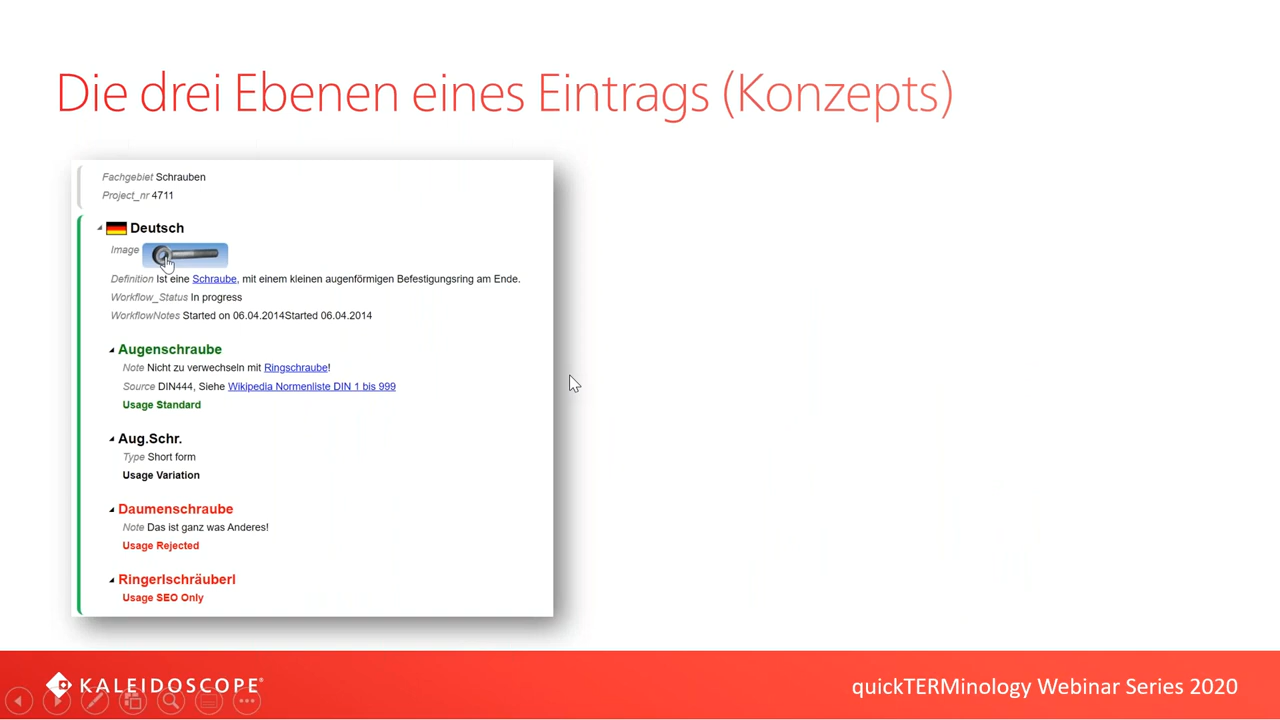 Die drei Ebenen eines Eintrags (Konzepts)
Fachgebiet Schrauben
Project_nr 4711
Deutsch
Image
Definition Ist eine Schraube, mit einem kleinen augenförmigen Befestigungsring am Ende.
Workflow_Status In progress
WorkflowNotes Started on 06.04.2014Started 06.04.2014
Augenschraube
Note Nicht zu verwechseln mit Ringschraube!
Source DIN444, Siehe Wikipedia Normenliste DIN 1 bis 999
Usage Standard
Aug.Schr.
Type Short form
Usage Variation
Daumenschraube
Note Das ist ganz was Anderes!
Usage Rejected
Ringerlschräuberl
Usage SEO Only
KALEIDOSCOPE®
quickTERMinology Webinar Series 2020